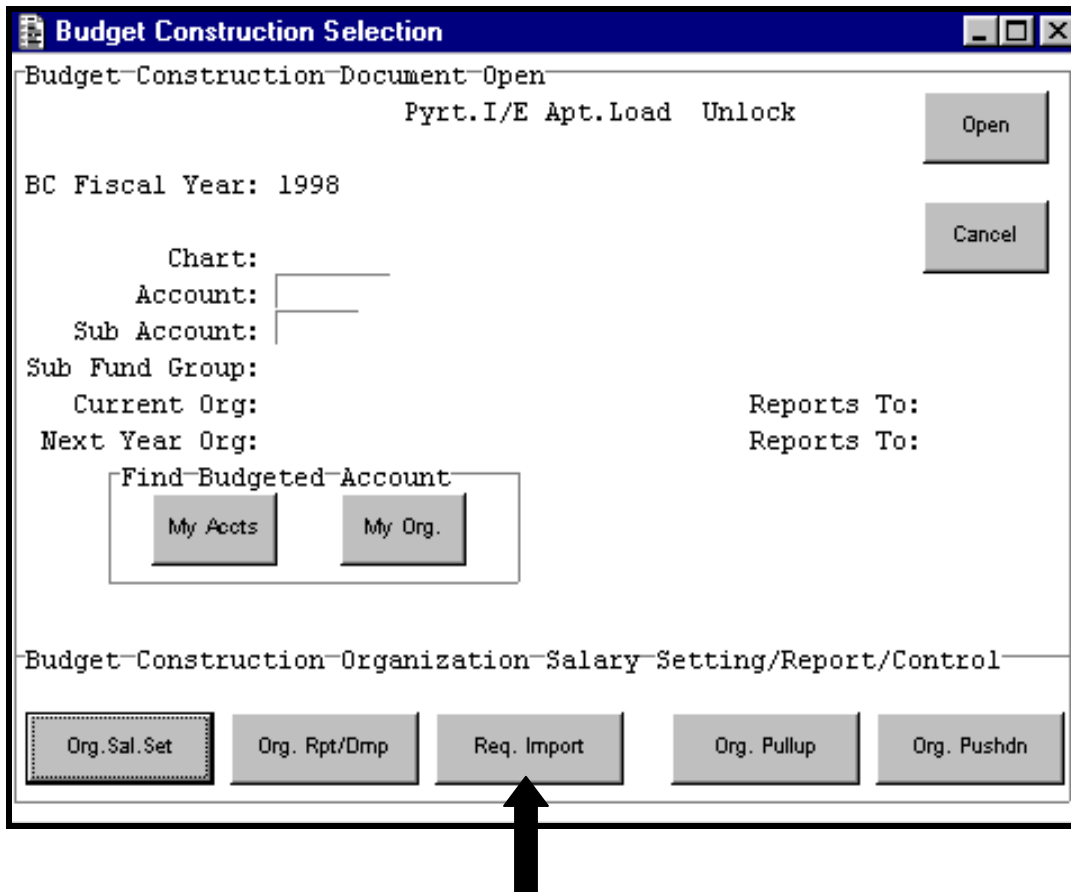 Budget Construction Selection
Budget Construction Document Open
Pyrt.I/E Apt.Load Unlock
Open
BC Fiscal Year: 1998
Cancel
Chart:
Account:
Sub Account:
Sub Fund Group:
Current Org: Reports To:
Next Year Org: Reports To:
Find Budgeted Account
My Accts My Org.
Budget Construction Organization Salary Setting/Report/Control
Org.Sal.Set Org. Rpt/Dmp Req. Import Org. Pullup Org. Pushdn